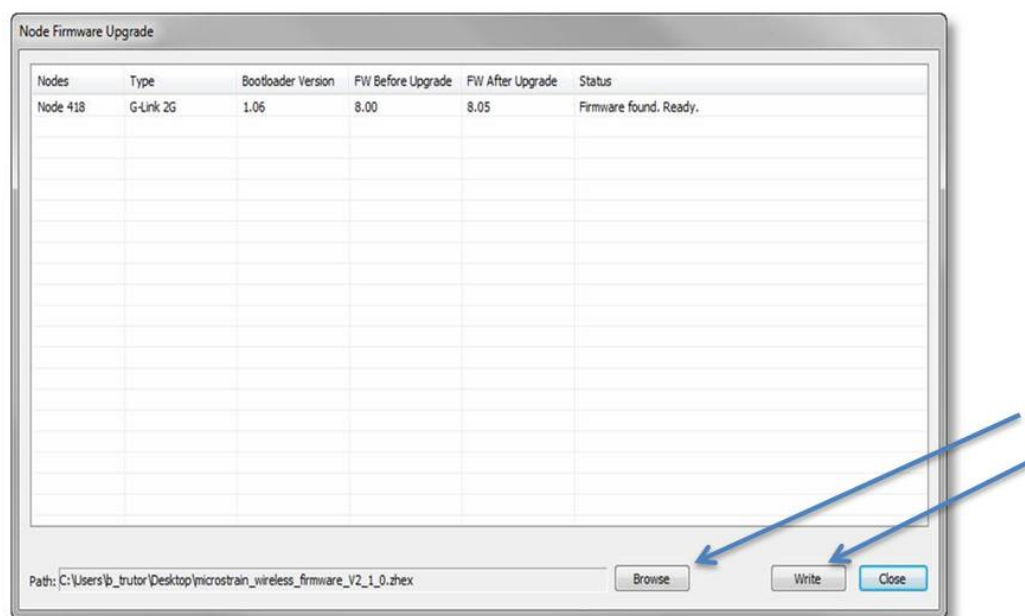 Node Firmware Upgrade
Nodes Type Bootloader Version FW Before Upgrade FW After Upgrade Status
Node 418 G-Link 2G 1.06 8.00 8.05 Firmware found. Ready.
Path: C:\Users\b_trutor\Desktop\microstrain_wireless_firmware_V2_1_0.zhex Browse Write Close